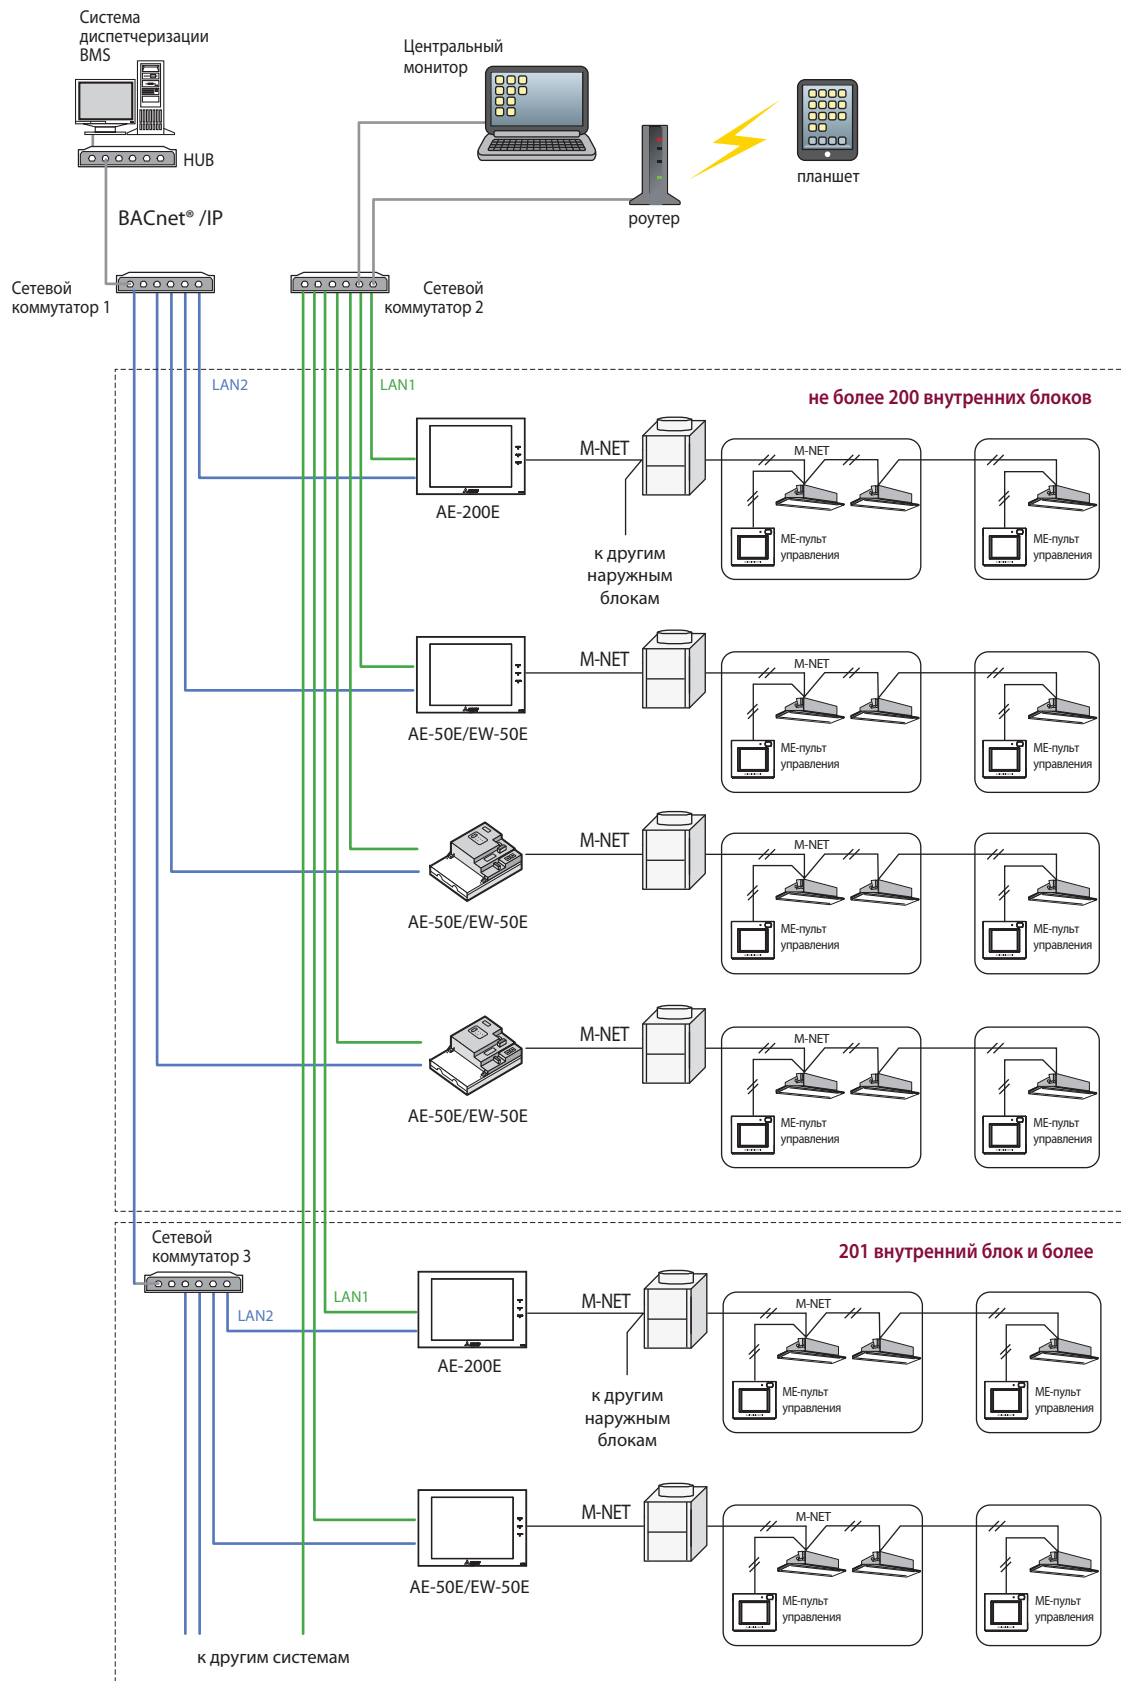 Система
диспетчеризации
BMS
Центральный
монитор
HUB
планшет
роутер
BACnet® /IP
Сетевой
коммутатор 1
Сетевой
коммутатор 2
LAN2
LAN1
не более 200 внутренних блоков
M-NET
M-NET
AE-200E
ME-пульт
управления
ME-пульт
управления
к другим
наружным
блокам
M-NET
M-NET
AE-50E/EW-50E
ME-пульт
управления
ME-пульт
управления
M-NET
M-NET
AE-50E/EW-50E
ME-пульт
управления
ME-пульт
управления
M-NET
M-NET
AE-50E/EW-50E
ME-пульт
управления
ME-пульт
управления
Сетевой
коммутатор 3
201 внутренний блок и более
LAN1
LAN2
M-NET
M-NET
AE-200E
ME-пульт
управления
ME-пульт
управления
к другим
наружным
блокам
M-NET
M-NET
AE-50E/EW-50E
ME-пульт
управления
ME-пульт
управления
к другим системам